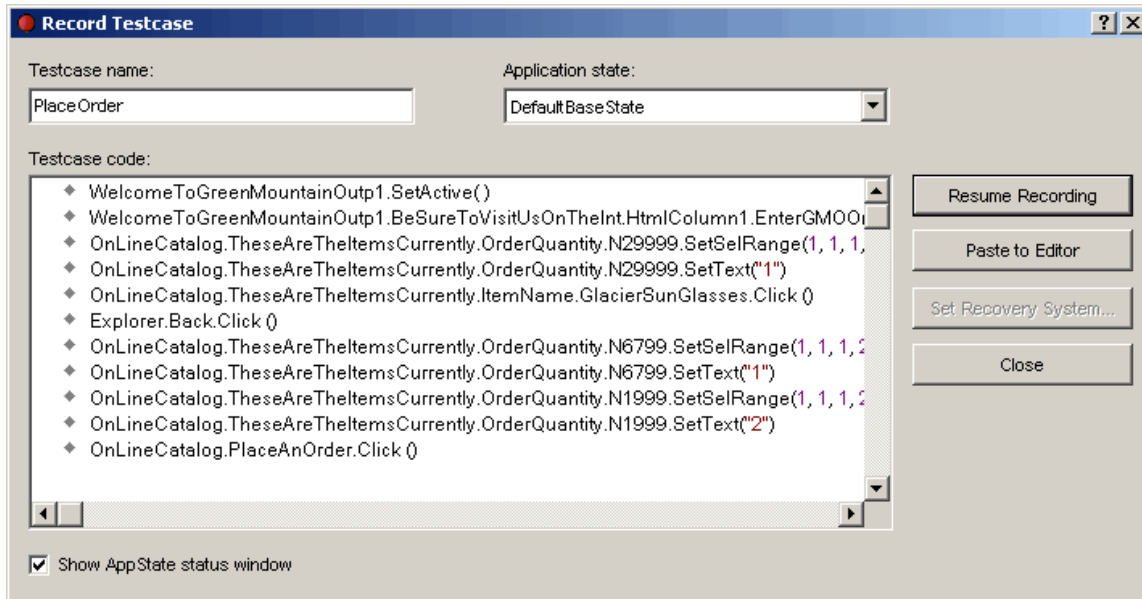 Record Testcase
Testcase name:
Application state:
PlaceOrder
DefaultBaseState
Testcase code:
WelcomeToGreenMountainOutp1.SetActive()
WelcomeToGreenMountainOutp1.BeSureToVisitUsOnTheInt.HtmlColumn1.EnterGMOOr
OnLineCatalog.TheseAreTheItemsCurrently.OrderQuantity.N29999.SetSelRange(1, 1, 1,
OnLineCatalog.TheseAreTheItemsCurrently.OrderQuantity.N29999.SetText("1")
OnLineCatalog.TheseAreTheItemsCurrently.ItemName.GlacierSunGlasses.Click ()
Explorer.Back.Click ()
OnLineCatalog.TheseAreTheItemsCurrently.OrderQuantity.N6799.SetSelRange(1, 1, 1, 2
OnLineCatalog.TheseAreTheItemsCurrently.OrderQuantity.N6799.SetText("1")
OnLineCatalog.TheseAreTheItemsCurrently.OrderQuantity.N1999.SetSelRange(1, 1, 1, 2
OnLineCatalog.TheseAreTheItemsCurrently.OrderQuantity.N1999.SetText("2")
OnLineCatalog.PlaceAnOrder.Click ()
Resume Recording
Paste to Editor
Set Recovery System...
Close
Show AppState status window